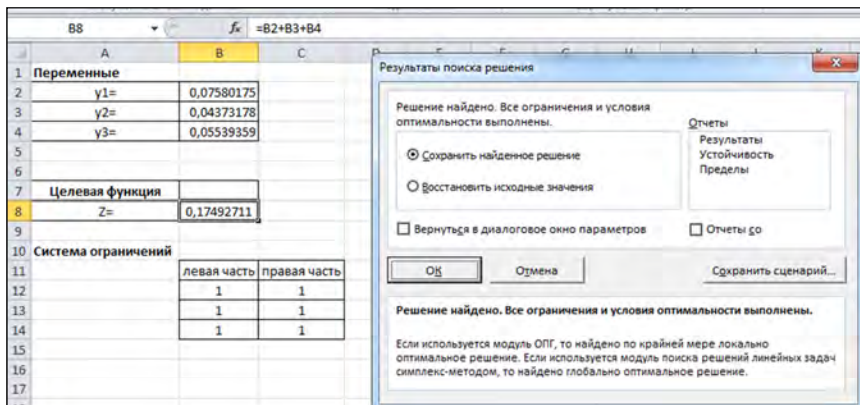 B8 fx =B2+B3+B4
A B C
1 Переменные
2 y1= 0,07580175
3 y2= 0,04373178
4 y3= 0,05539359
5
6
7 Целевая функция
8 Z= 0,17492711
9
10 Система ограничений
11 левая часть правая часть
12 1 1
13 1 1
14 1 1
15
16
17
Результаты поиска решения
Решение найдено. Все ограничения и условия
оптимальности выполнены.
Отчеты
Результаты
Устойчивость
Пределы
Сохранить найденное решение
Восстановить исходные значения
Вернуться в диалоговое окно параметров
Отчеты со
ОК Отмена Сохранить сценарий...
Решение найдено. Все ограничения и условия оптимальности выполнены.
Если используется модуль ОПГ, то найдено по крайней мере локально
оптимальное решение. Если используется модуль поиска решений линейных задач
симплекс-методом, то найдено глобально оптимальное решение.